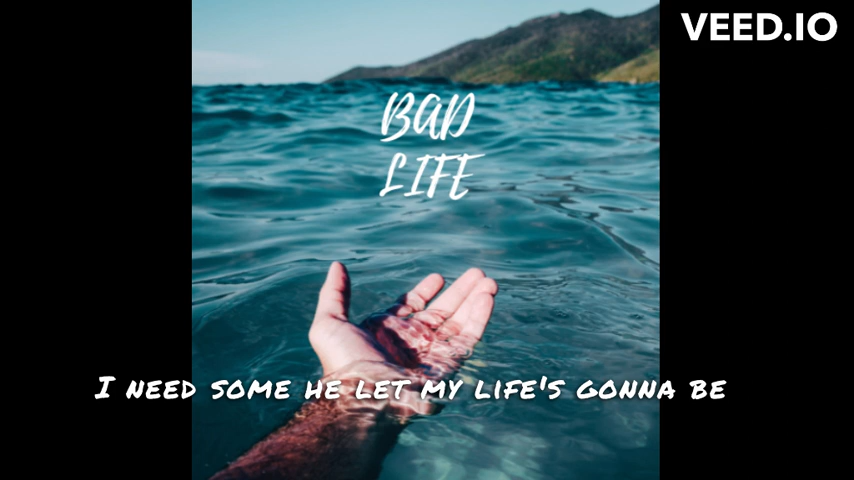 VEED.IO
BAD
LIFE
I NEED SOME HE LET MY LIFE'S GONNA BE